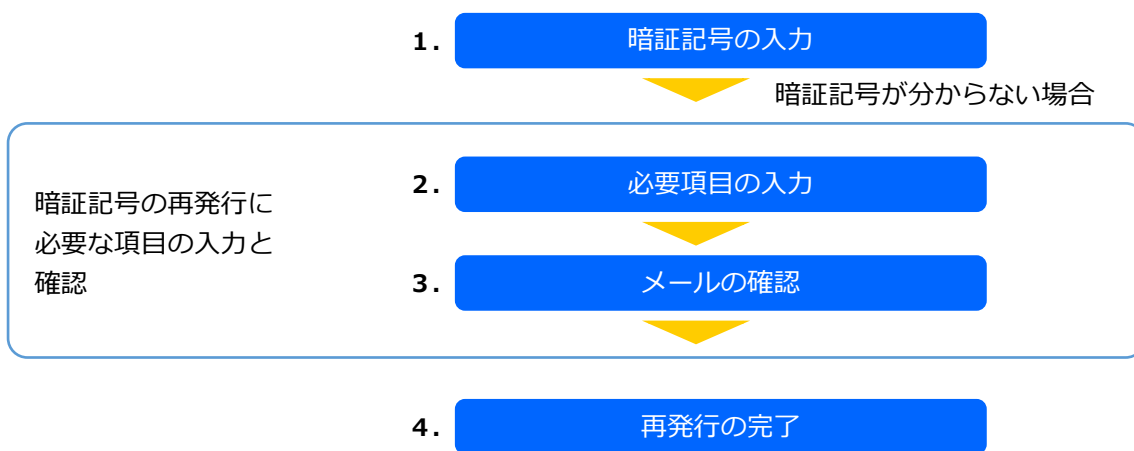 1. 暗証記号の入力
暗証記号が分からない場合
暗証記号の再発行に
必要な項目の入力と
確認
2. 必要項目の入力
3. メールの確認
4. 再発行の完了